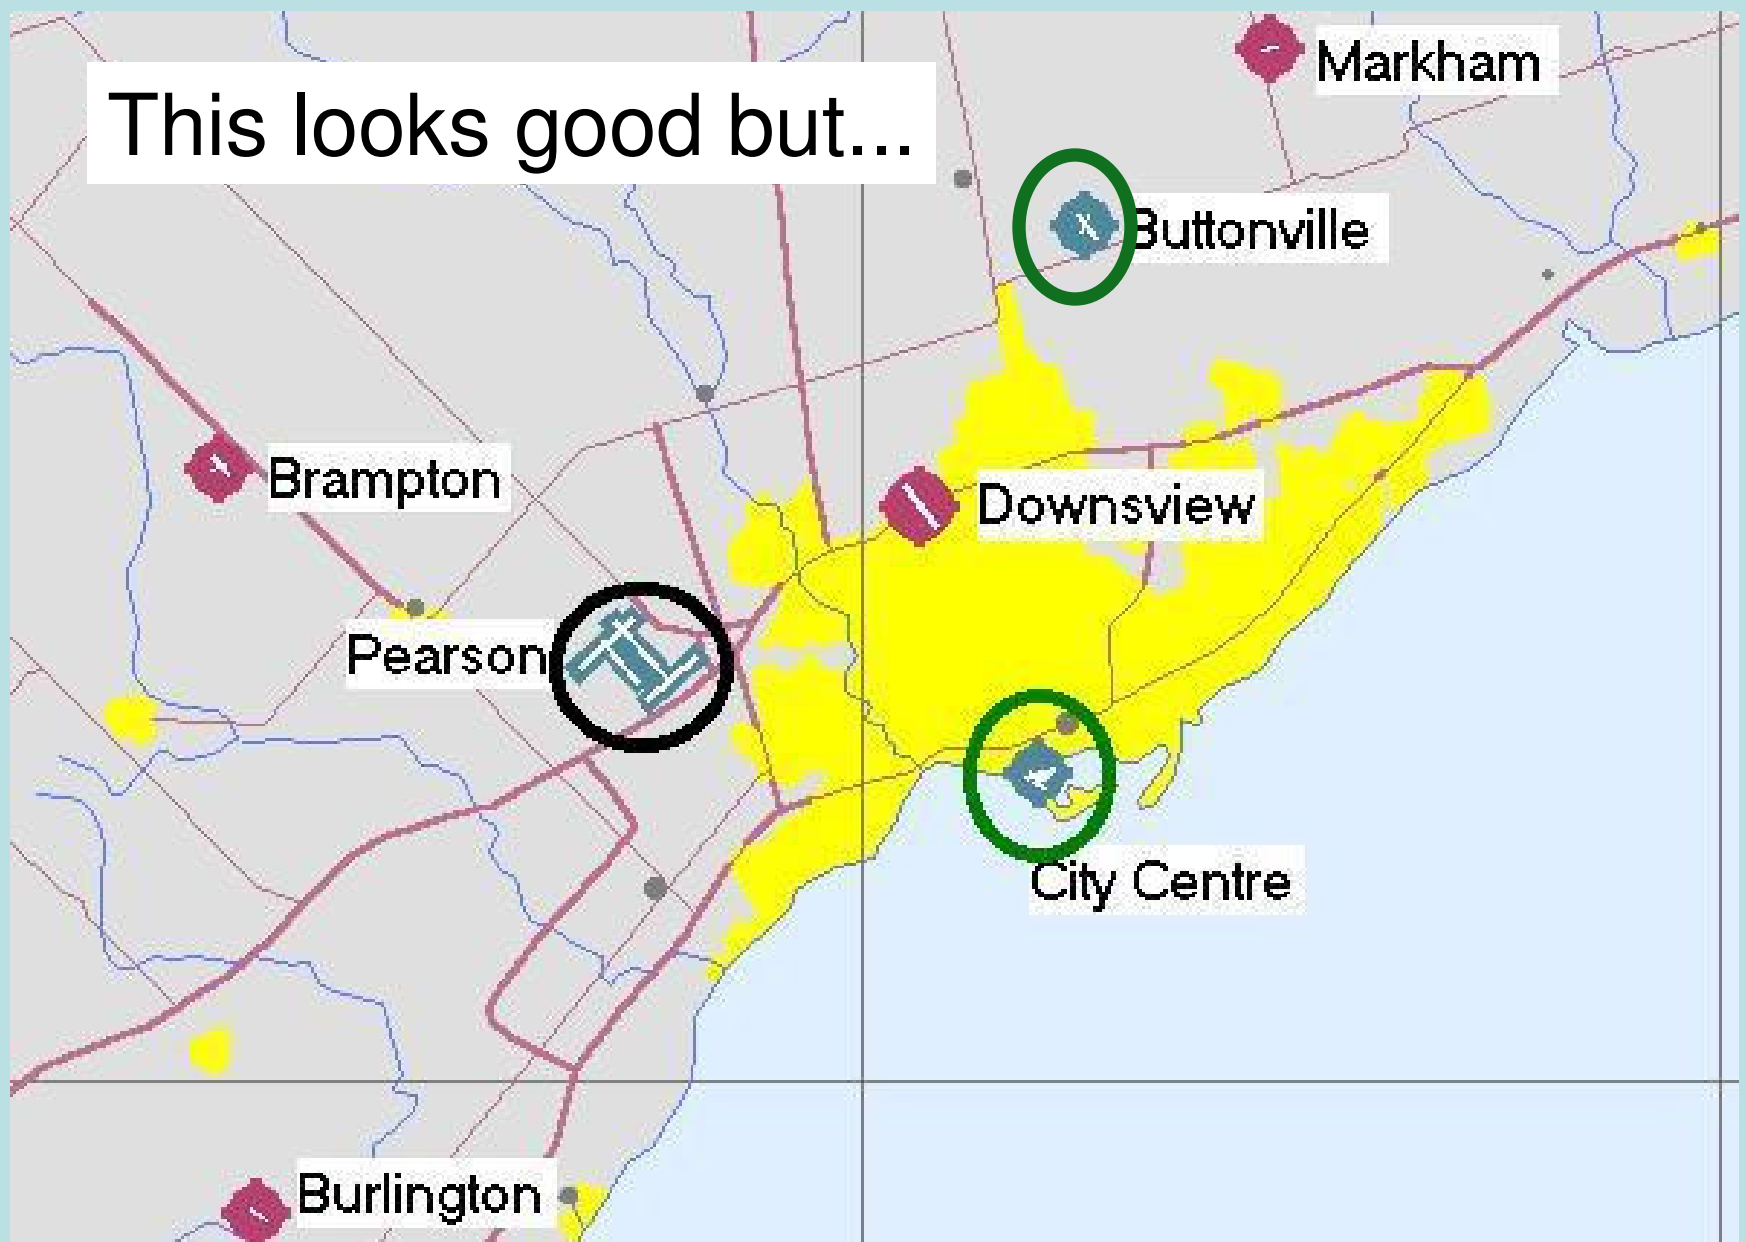 Markham
This looks good but...
Buttonville
Brampton
Downsview
Pearson
City Centre
Burlington